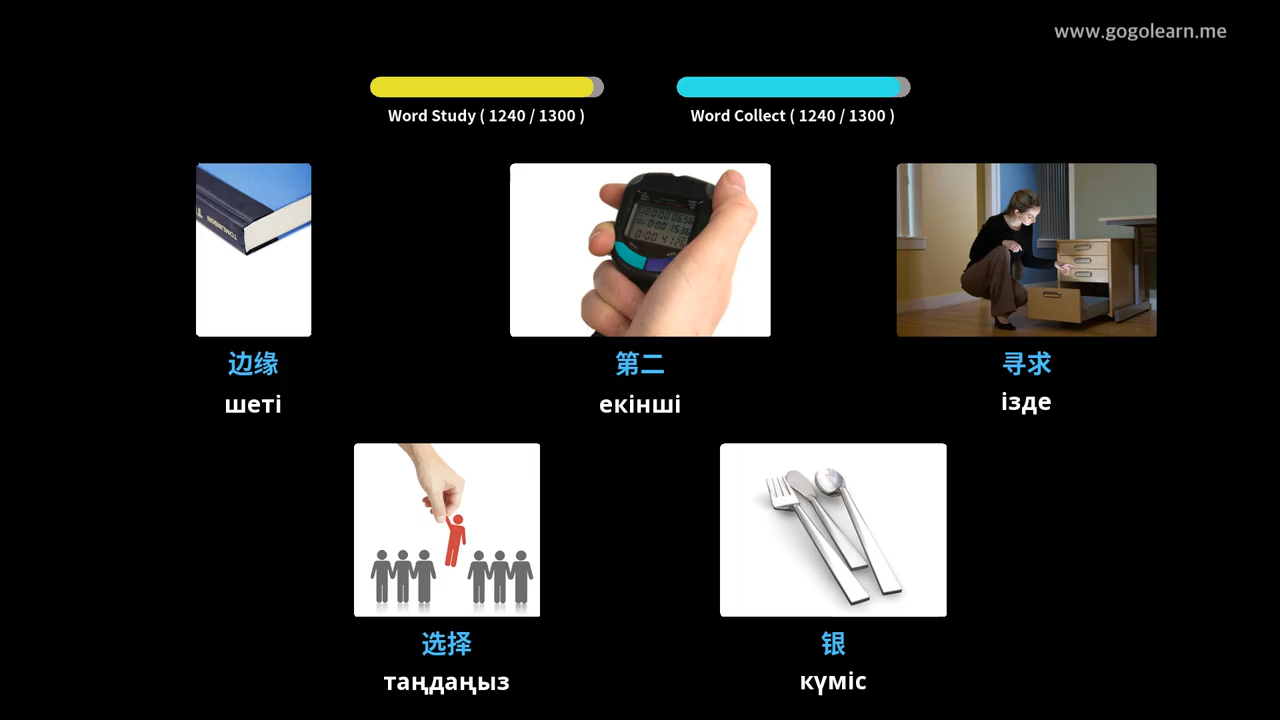 www.gogolearn.me
Word Study ( 1240 / 1300 )
Word Collect ( 1240 / 1300 )
TOMLINSON
边缘
第二
寻求
шеті
екінші
ізде
选择
银
таңдаңыз
күміс